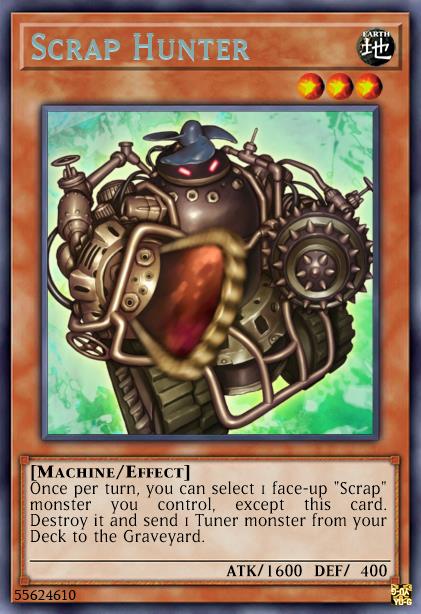 Scrap Hunter
EARTH
地
[Machine/Effect]
Once per turn, you can select 1 face-up "Scrap"
monster you control, except this card.
Destroy it and send 1 Tuner monster from your
Deck to the Graveyard.
ATK/1600 DEF/ 400
55624610